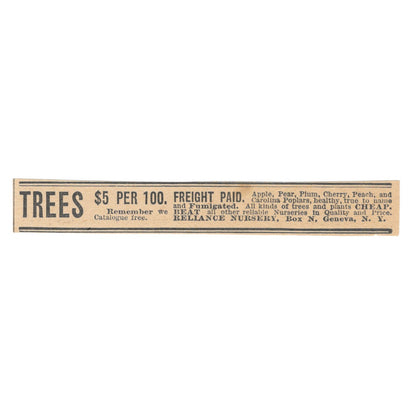 TREES $5 PER 100. FREIGHT PAID. Apple, Pear, Plum, Cherry, Peach, and
Carolina Poplars, healthy, true to name
and Fumigated. All kinds of trees and plants CHEAP.
Remember we BEAT all other reliable Nurseries in Quality and Price.
Catalogue free. RELIANCE NURSERY, Box N, Geneva, N. Y.